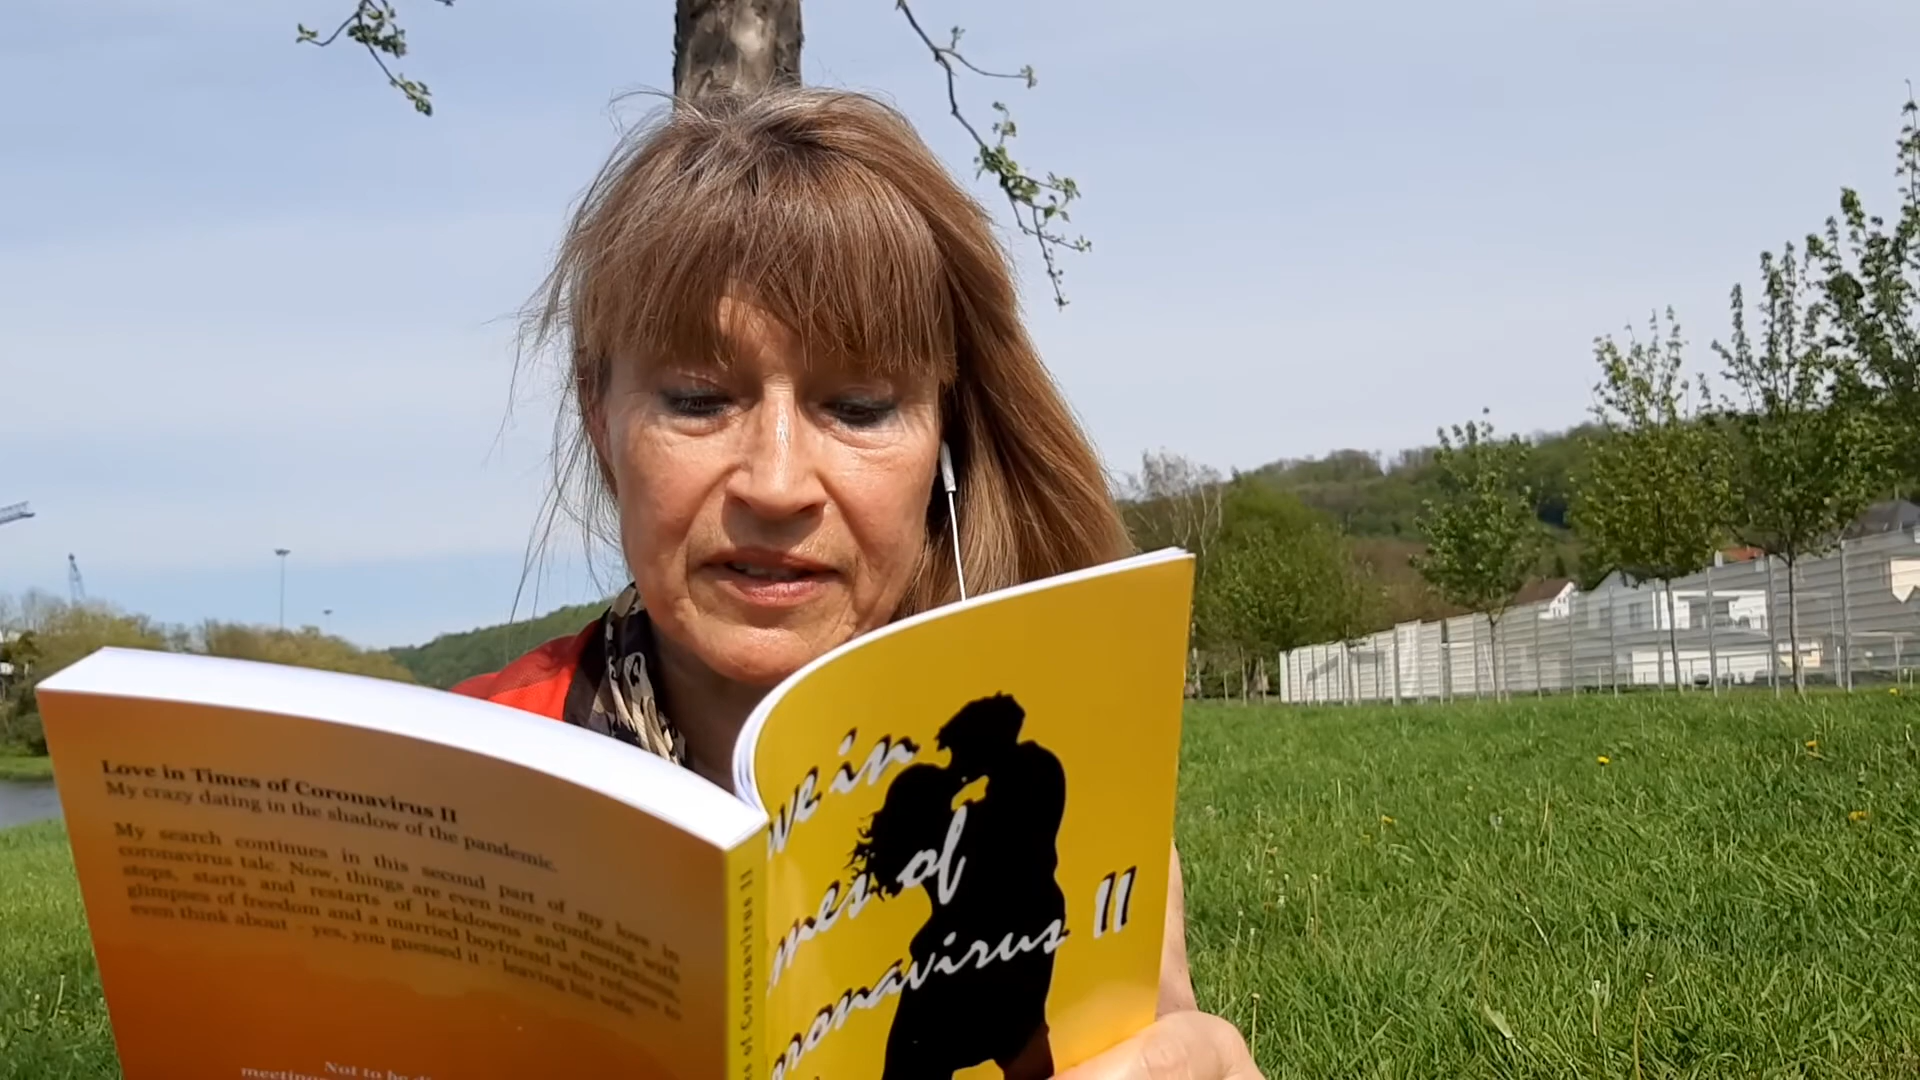 Love in Times of Coronavirus II
My crazy dating in the shadow of the pandemic.
My search continues in this second part of my love in
coronavirus tale. Now, things are even more confusing with
stops, starts and restarts of lockdowns and restrictions,
glimpses of freedom and a married boyfriend who refuses to
even think about – yes, you guessed it – leaving his wife.
Not to be
of Coronavirus II
ve in
mes of
ronavirus II